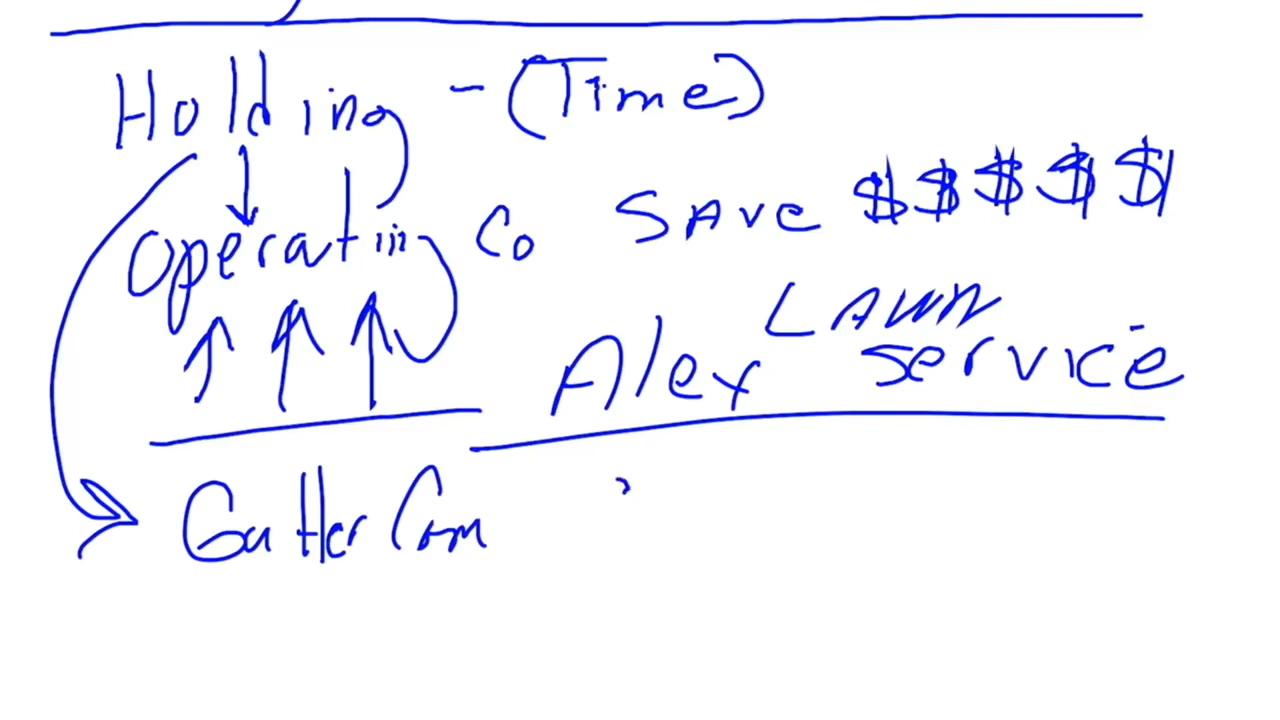 Holding - (Time)
Operating Co Save $$$$$
Alex Lawn Service
Gutter Com